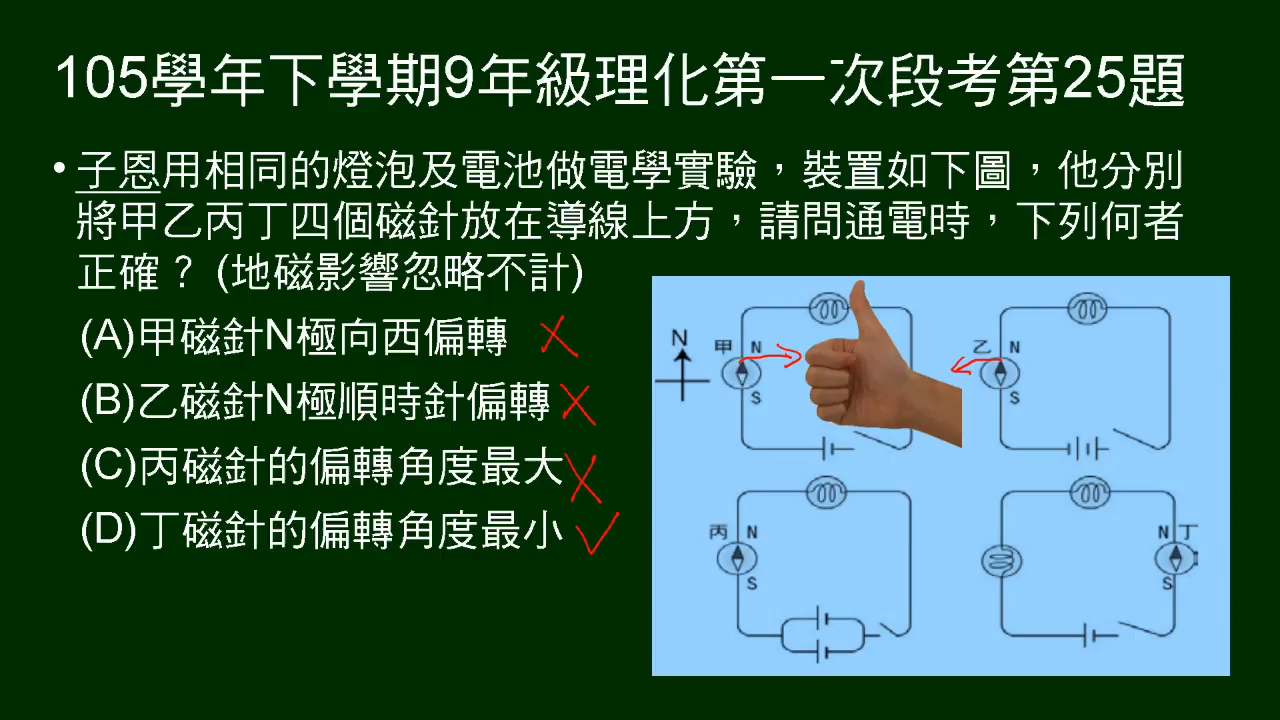 105學年下學期9年級理化第一次段考第25題
• 子恩用相同的燈泡及電池做電學實驗，裝置如下圖，他分別
將甲乙丙丁四個磁針放在導線上方，請問通電時，下列何者
正確？(地磁影響忽略不計)
(A)甲磁針N極向西偏轉
(B)乙磁針N極順時針偏轉
(C)丙磁針的偏轉角度最大
(D)丁磁針的偏轉角度最小
N
甲 N
S
乙 N
S
丙 N
S
N 丁
S